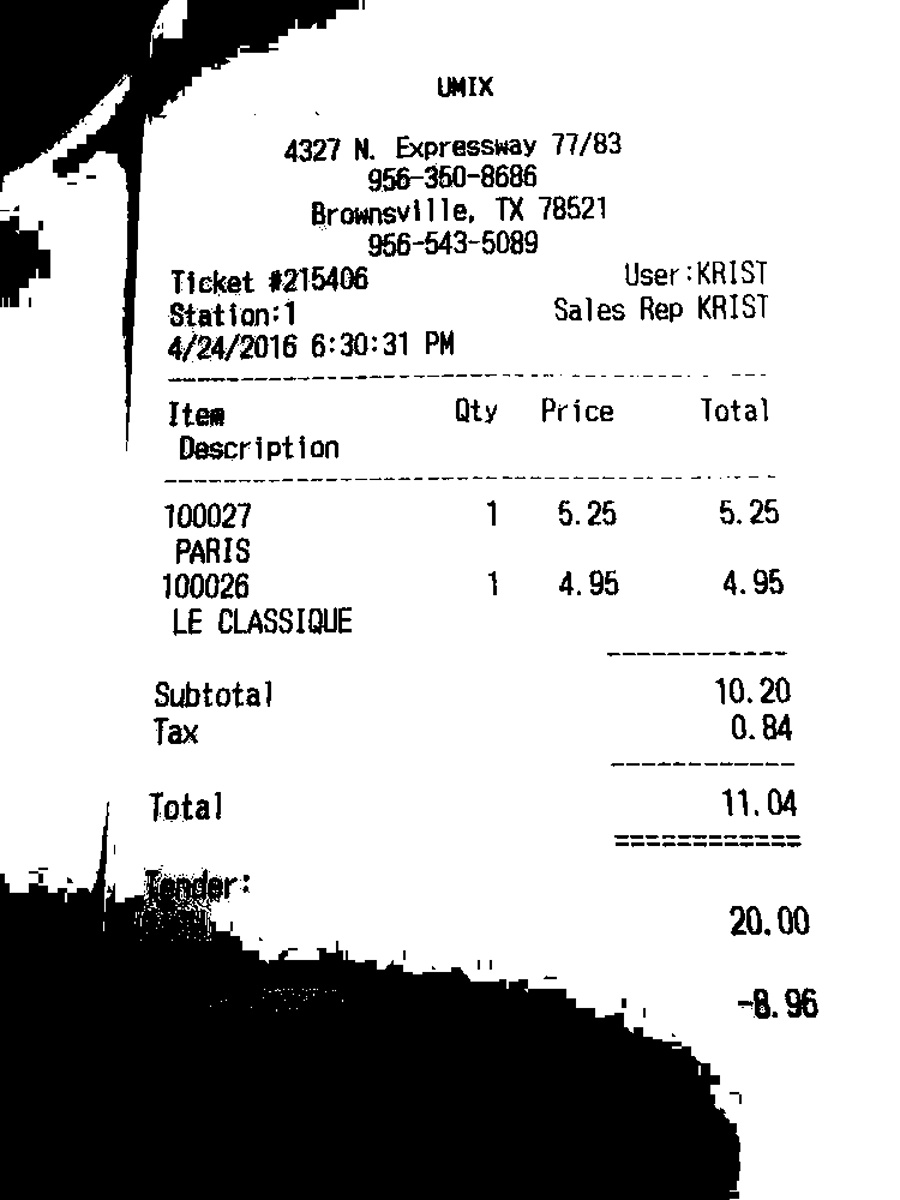 UMIX
4327 N. Expressway 77/83
956-350-8686
Brownsville, TX 78521
956-543-5089
Ticket #215406 User:KRIST
Station:1 Sales Rep KRIST
4/24/2016 6:30:31 PM
Item Qty Price Total
Description
100027 1 5.25 5.25
PARIS
100026 1 4.95 4.95
LE CLASSIQUE
Subtotal 10.20
Tax 0.84
Total 11.04
============
Tender:
20.00
-8.96